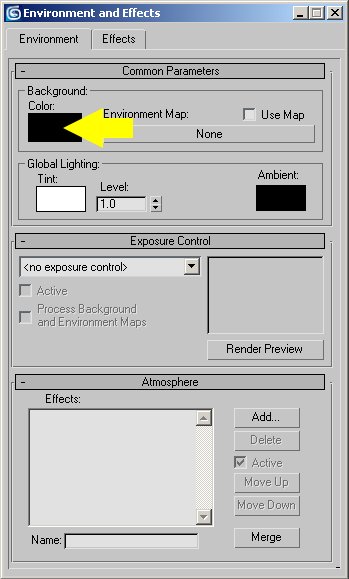 Environment and Effects
Environment
Effects
Common Parameters
Background:
Color:
Environment Map:
Use Map
None
Global Lighting:
Tint:
Level:
Ambient:
1.0
Exposure Control
<no exposure control>
Active
Process Background
and Environment Maps
Render Preview
Atmosphere
Effects:
Add...
Delete
Active
Move Up
Move Down
Name:
Merge